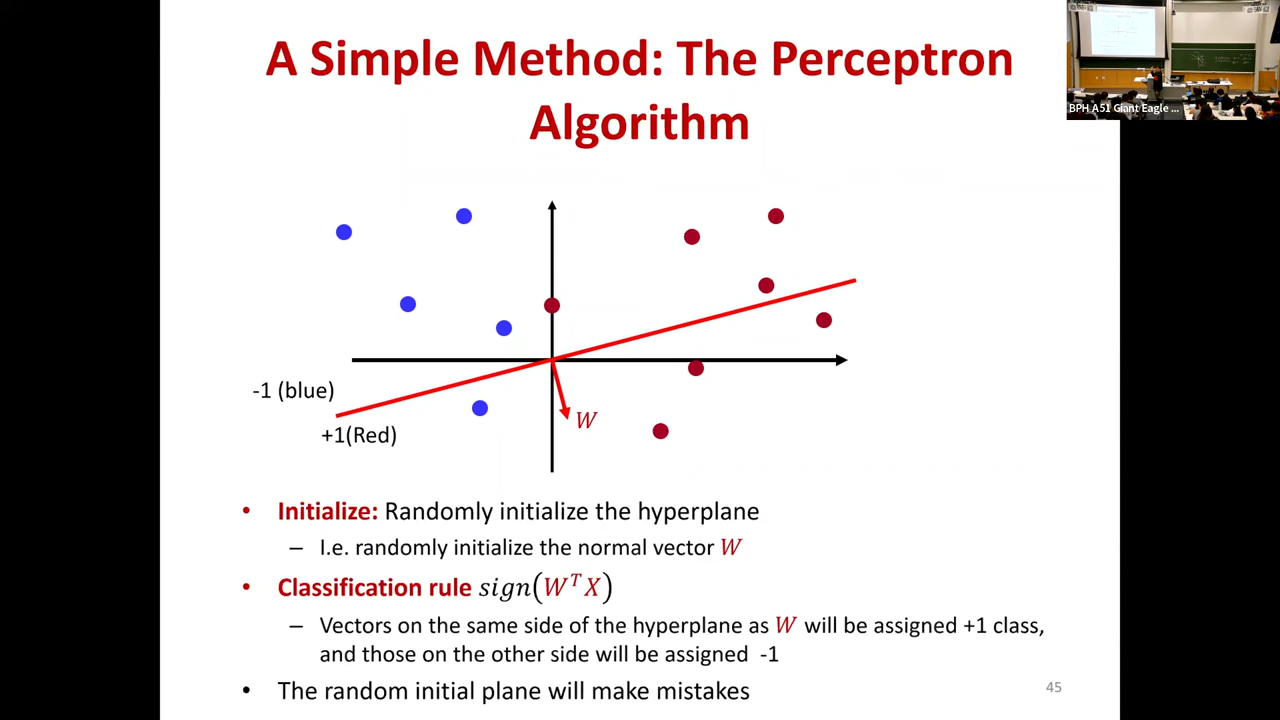 A Simple Method: The Perceptron
Algorithm
BPH A51 Giant Eagle ...
-1 (blue)
+1(Red)
W
• Initialize: Randomly initialize the hyperplane
– I.e. randomly initialize the normal vector W
• Classification rule sign(W^T X)
– Vectors on the same side of the hyperplane as W will be assigned +1 class,
and those on the other side will be assigned -1
• The random initial plane will make mistakes
45